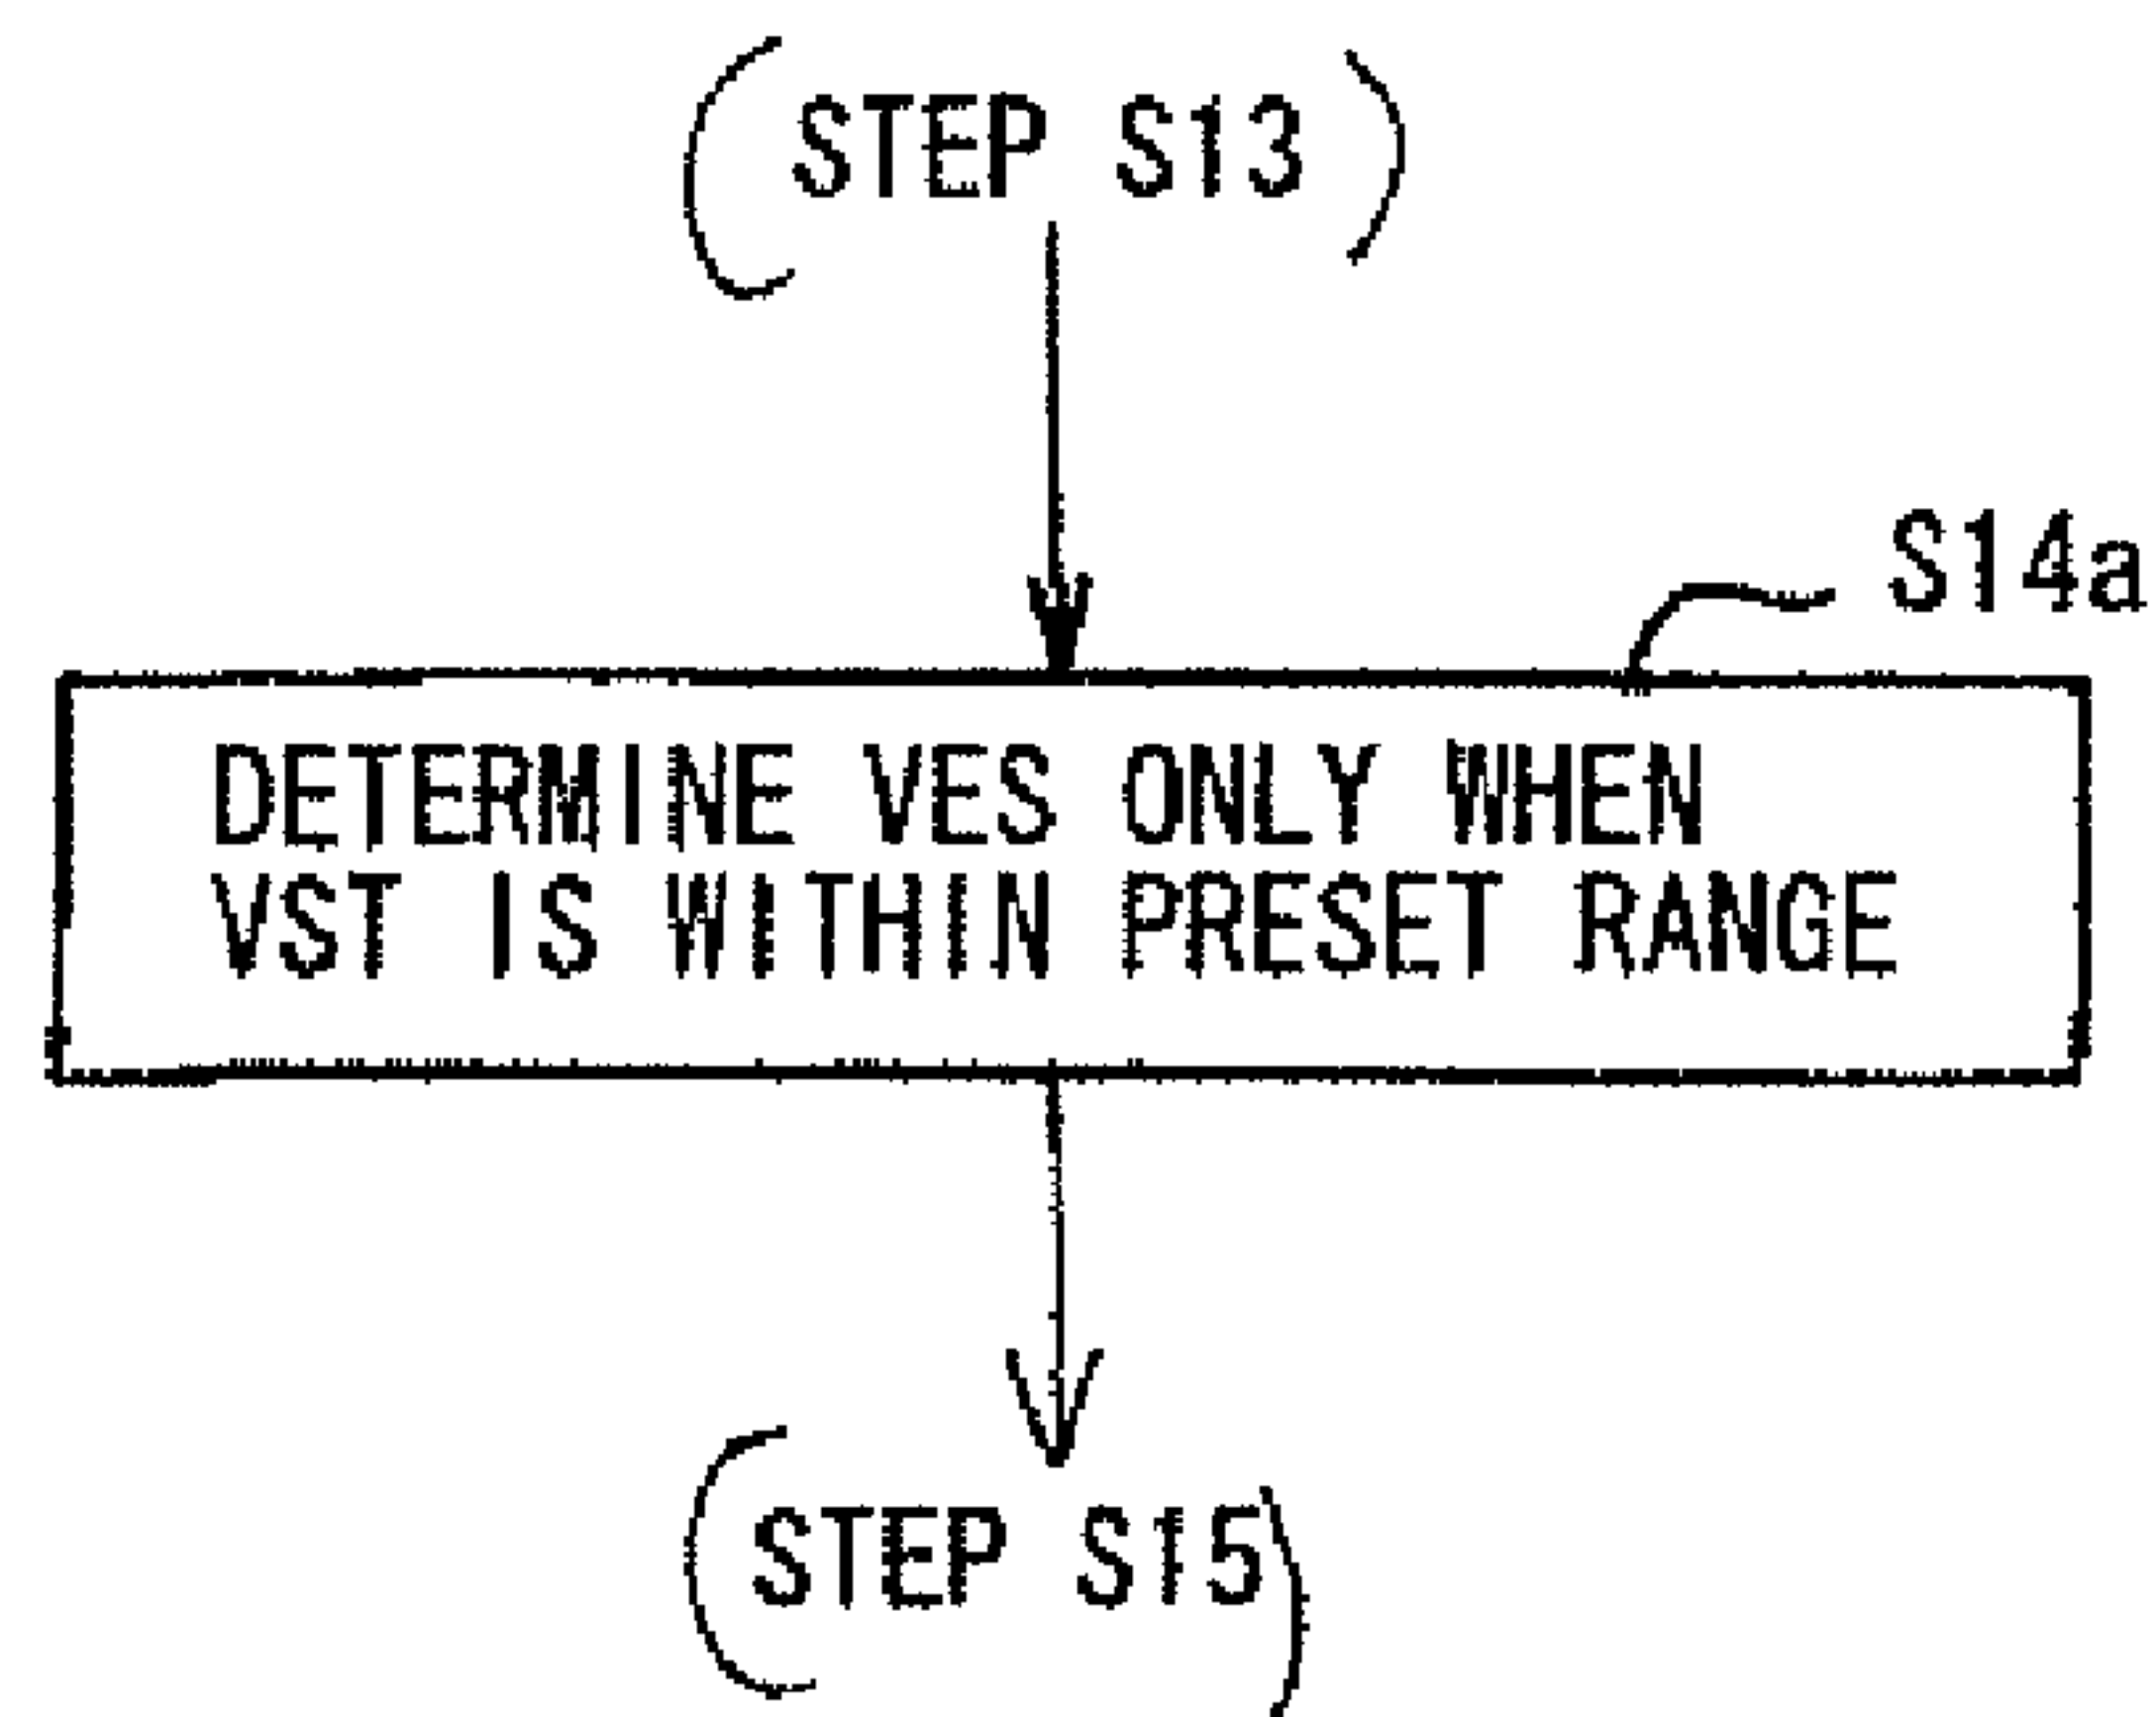 (STEP S13)
S14a
DETERMINE VES ONLY WHEN
VST IS WITHIN PRESET RANGE
(STEP S15)